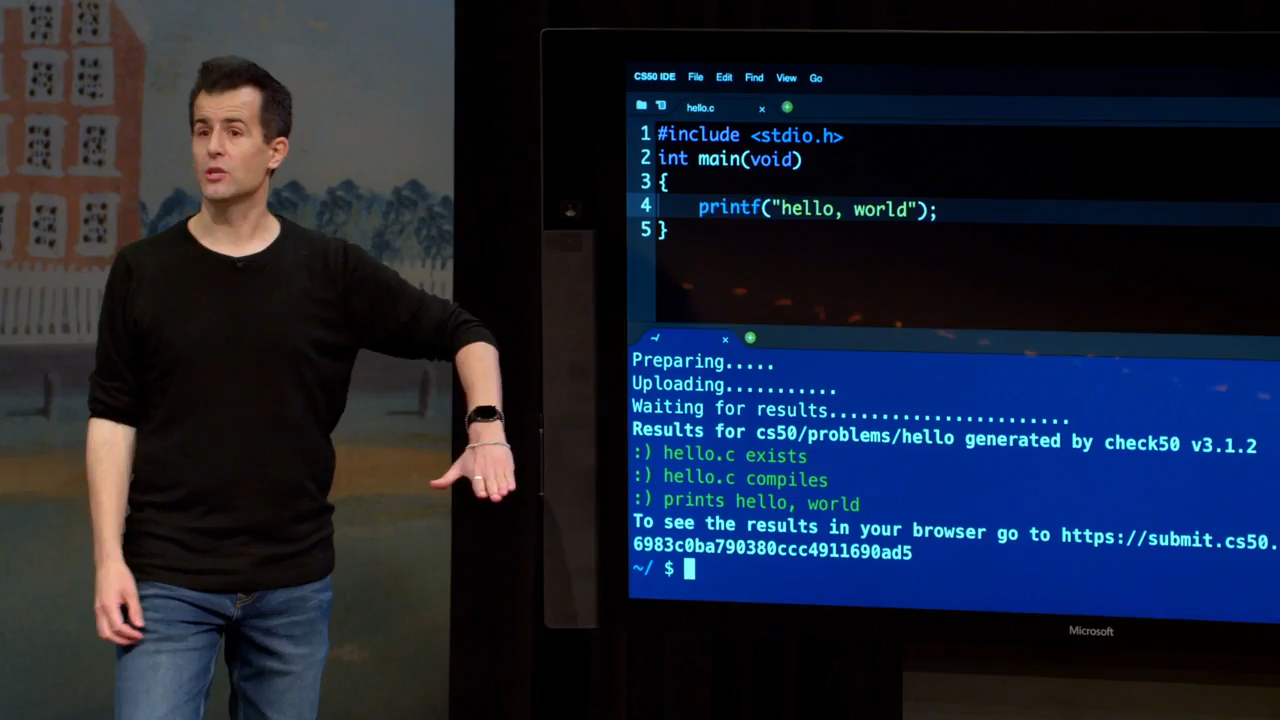 CS50 IDE File Edit Find View Go
hello.c x
1 #include <stdio.h>
2 int main(void)
3 {
4 printf("hello, world");
5 }
~/ x
Preparing.....
Uploading...........
Waiting for results.......................
Results for cs50/problems/hello generated by check50 v3.1.2
:) hello.c exists
:) hello.c compiles
:) prints hello, world
To see the results in your browser go to https://submit.cs50.
6983c0ba790380ccc4911690ad5
~/ $
Microsoft